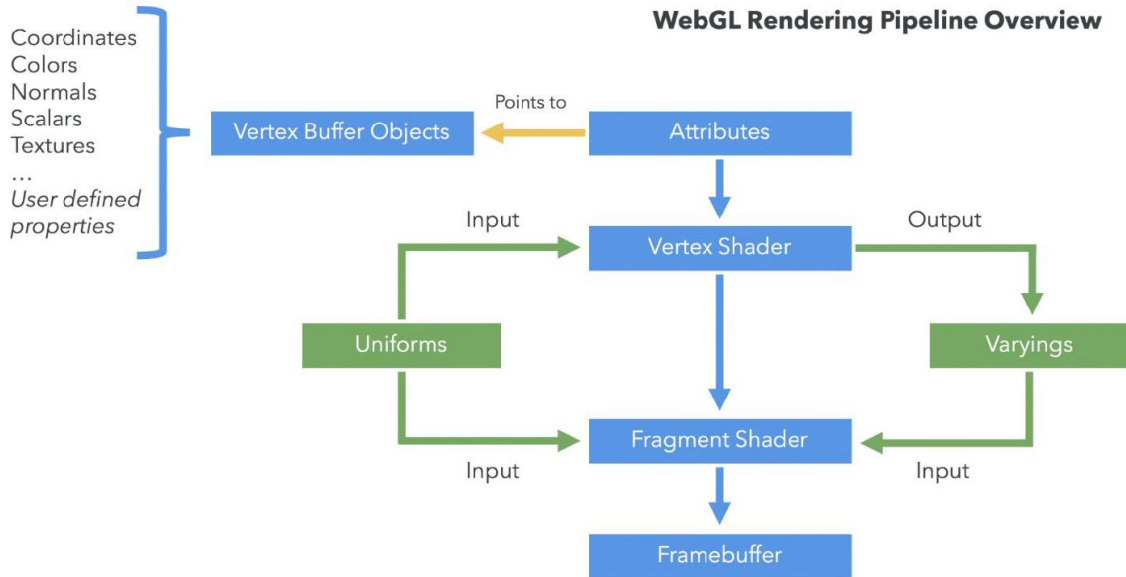 WebGL Rendering Pipeline Overview
Coordinates
Colors
Normals
Scalars
Textures
...
User defined
properties
Vertex Buffer Objects
Points to
Attributes
Input
Vertex Shader
Output
Uniforms
Varyings
Fragment Shader
Input
Input
Framebuffer